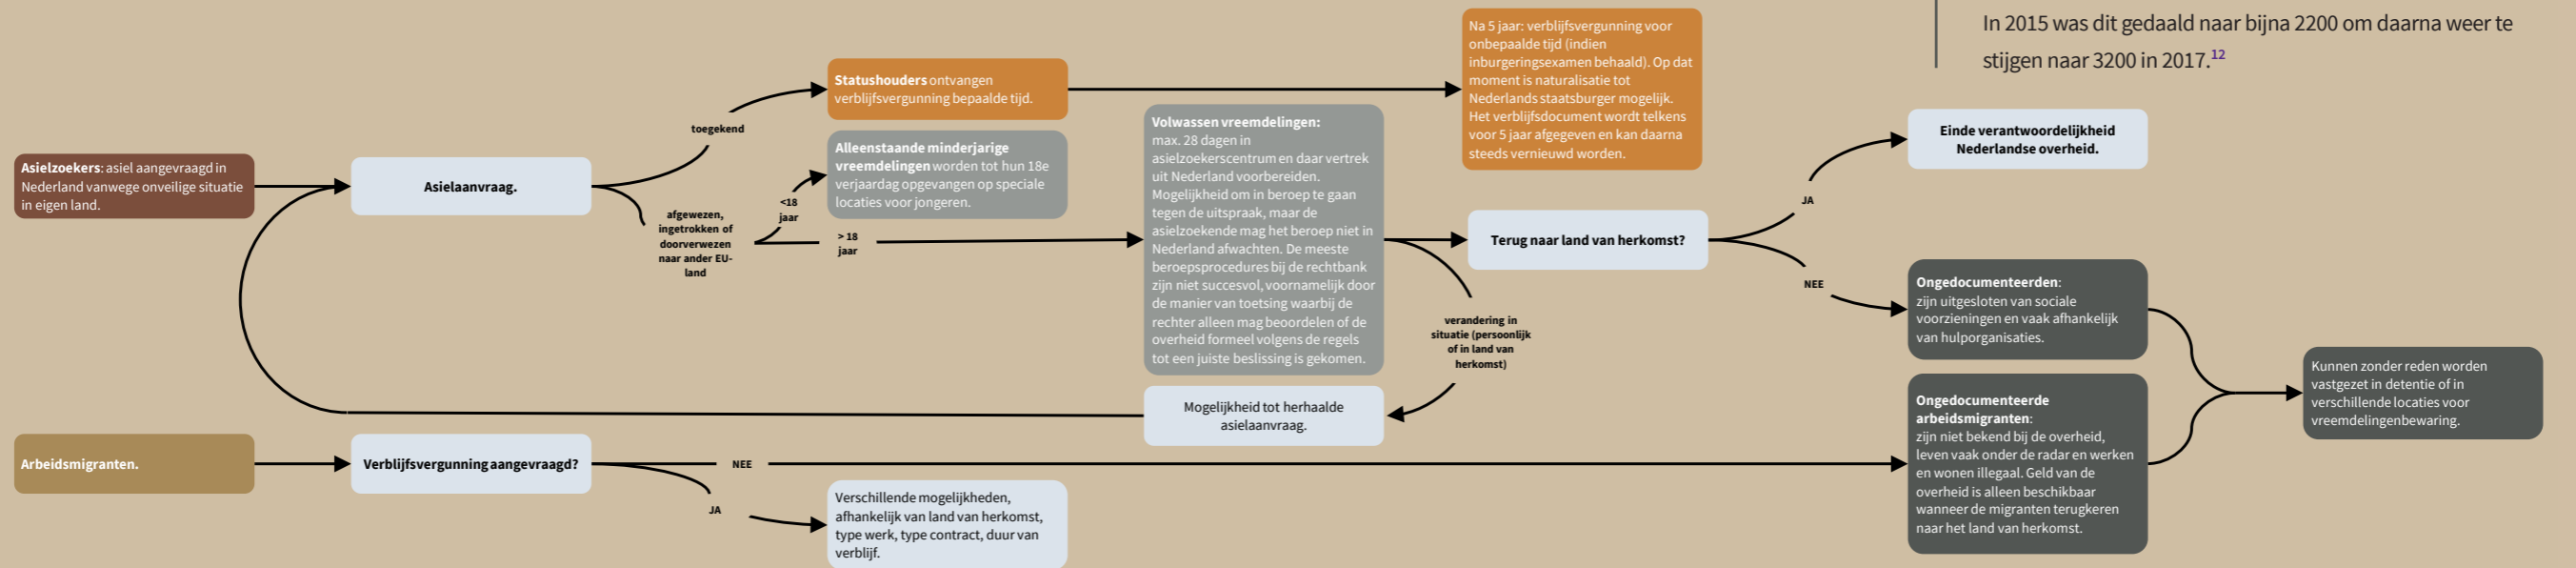 In 2015 was dit gedaald naar bijna 2200 om daarna weer te
stijgen naar 3200 in 2017.12
Asielzoekers: asiel aangevraagd in
Nederland vanwege onveilige situatie
in eigen land.
Asielaanvraag.
toegekend
afgewezen,
ingetrokken of
doorverwezen
naar ander EU-
land
Statushouders ontvangen
verblijfsvergunning bepaalde tijd.
Na 5 jaar: verblijfsvergunning voor
onbepaalde tijd (indien
inburgeringsexamen behaald). Op dat
moment is naturalisatie tot
Nederlands staatsburger mogelijk.
Het verblijfsdocument wordt telkens
voor 5 jaar afgegeven en kan daarna
steeds vernieuwd worden.
<18
jaar
Alleenstaande minderjarige
vreemdelingen worden tot hun 18e
verjaardag opgevangen op speciale
locaties voor jongeren.
> 18
jaar
Volwassen vreemdelingen:
max. 28 dagen in
asielzoekerscentrum en daar vertrek
uit Nederland voorbereiden.
Mogelijkheid om in beroep te gaan
tegen de uitspraak, maar de
asielzoekende mag het beroep niet in
Nederland afwachten. De meeste
beroepsprocedures bij de rechtbank
zijn niet succesvol, voornamelijk door
de manier van toetsing waarbij de
rechter alleen mag beoordelen of de
overheid formeel volgens de regels
tot een juiste beslissing is gekomen.
Terug naar land van herkomst?
JA
Einde verantwoordelijkheid
Nederlandse overheid.
NEE
Ongedocumenteerden:
zijn uitgesloten van sociale
voorzieningen en vaak afhankelijk
van hulporganisaties.
verandering in
situatie (persoonlijk
of in land van
herkomst)
Mogelijkheid tot herhaalde
asielaanvraag.
Arbeidsmigranten.
Verblijfsvergunning aangevraagd?
NEE
JA
Verschillende mogelijkheden,
afhankelijk van land van herkomst,
type werk, type contract, duur van
verblijf.
Ongedocumenteerde
arbeidsmigranten:
zijn niet bekend bij de overheid,
leven vaak onder de radar en werken
en wonen illegaal. Geld van de
overheid is alleen beschikbaar
wanneer de migranten terugkeren
naar het land van herkomst.
Kunnen zonder reden worden
vastgezet in detentie of in
verschillende locaties voor
vreemdelingenbewaring.